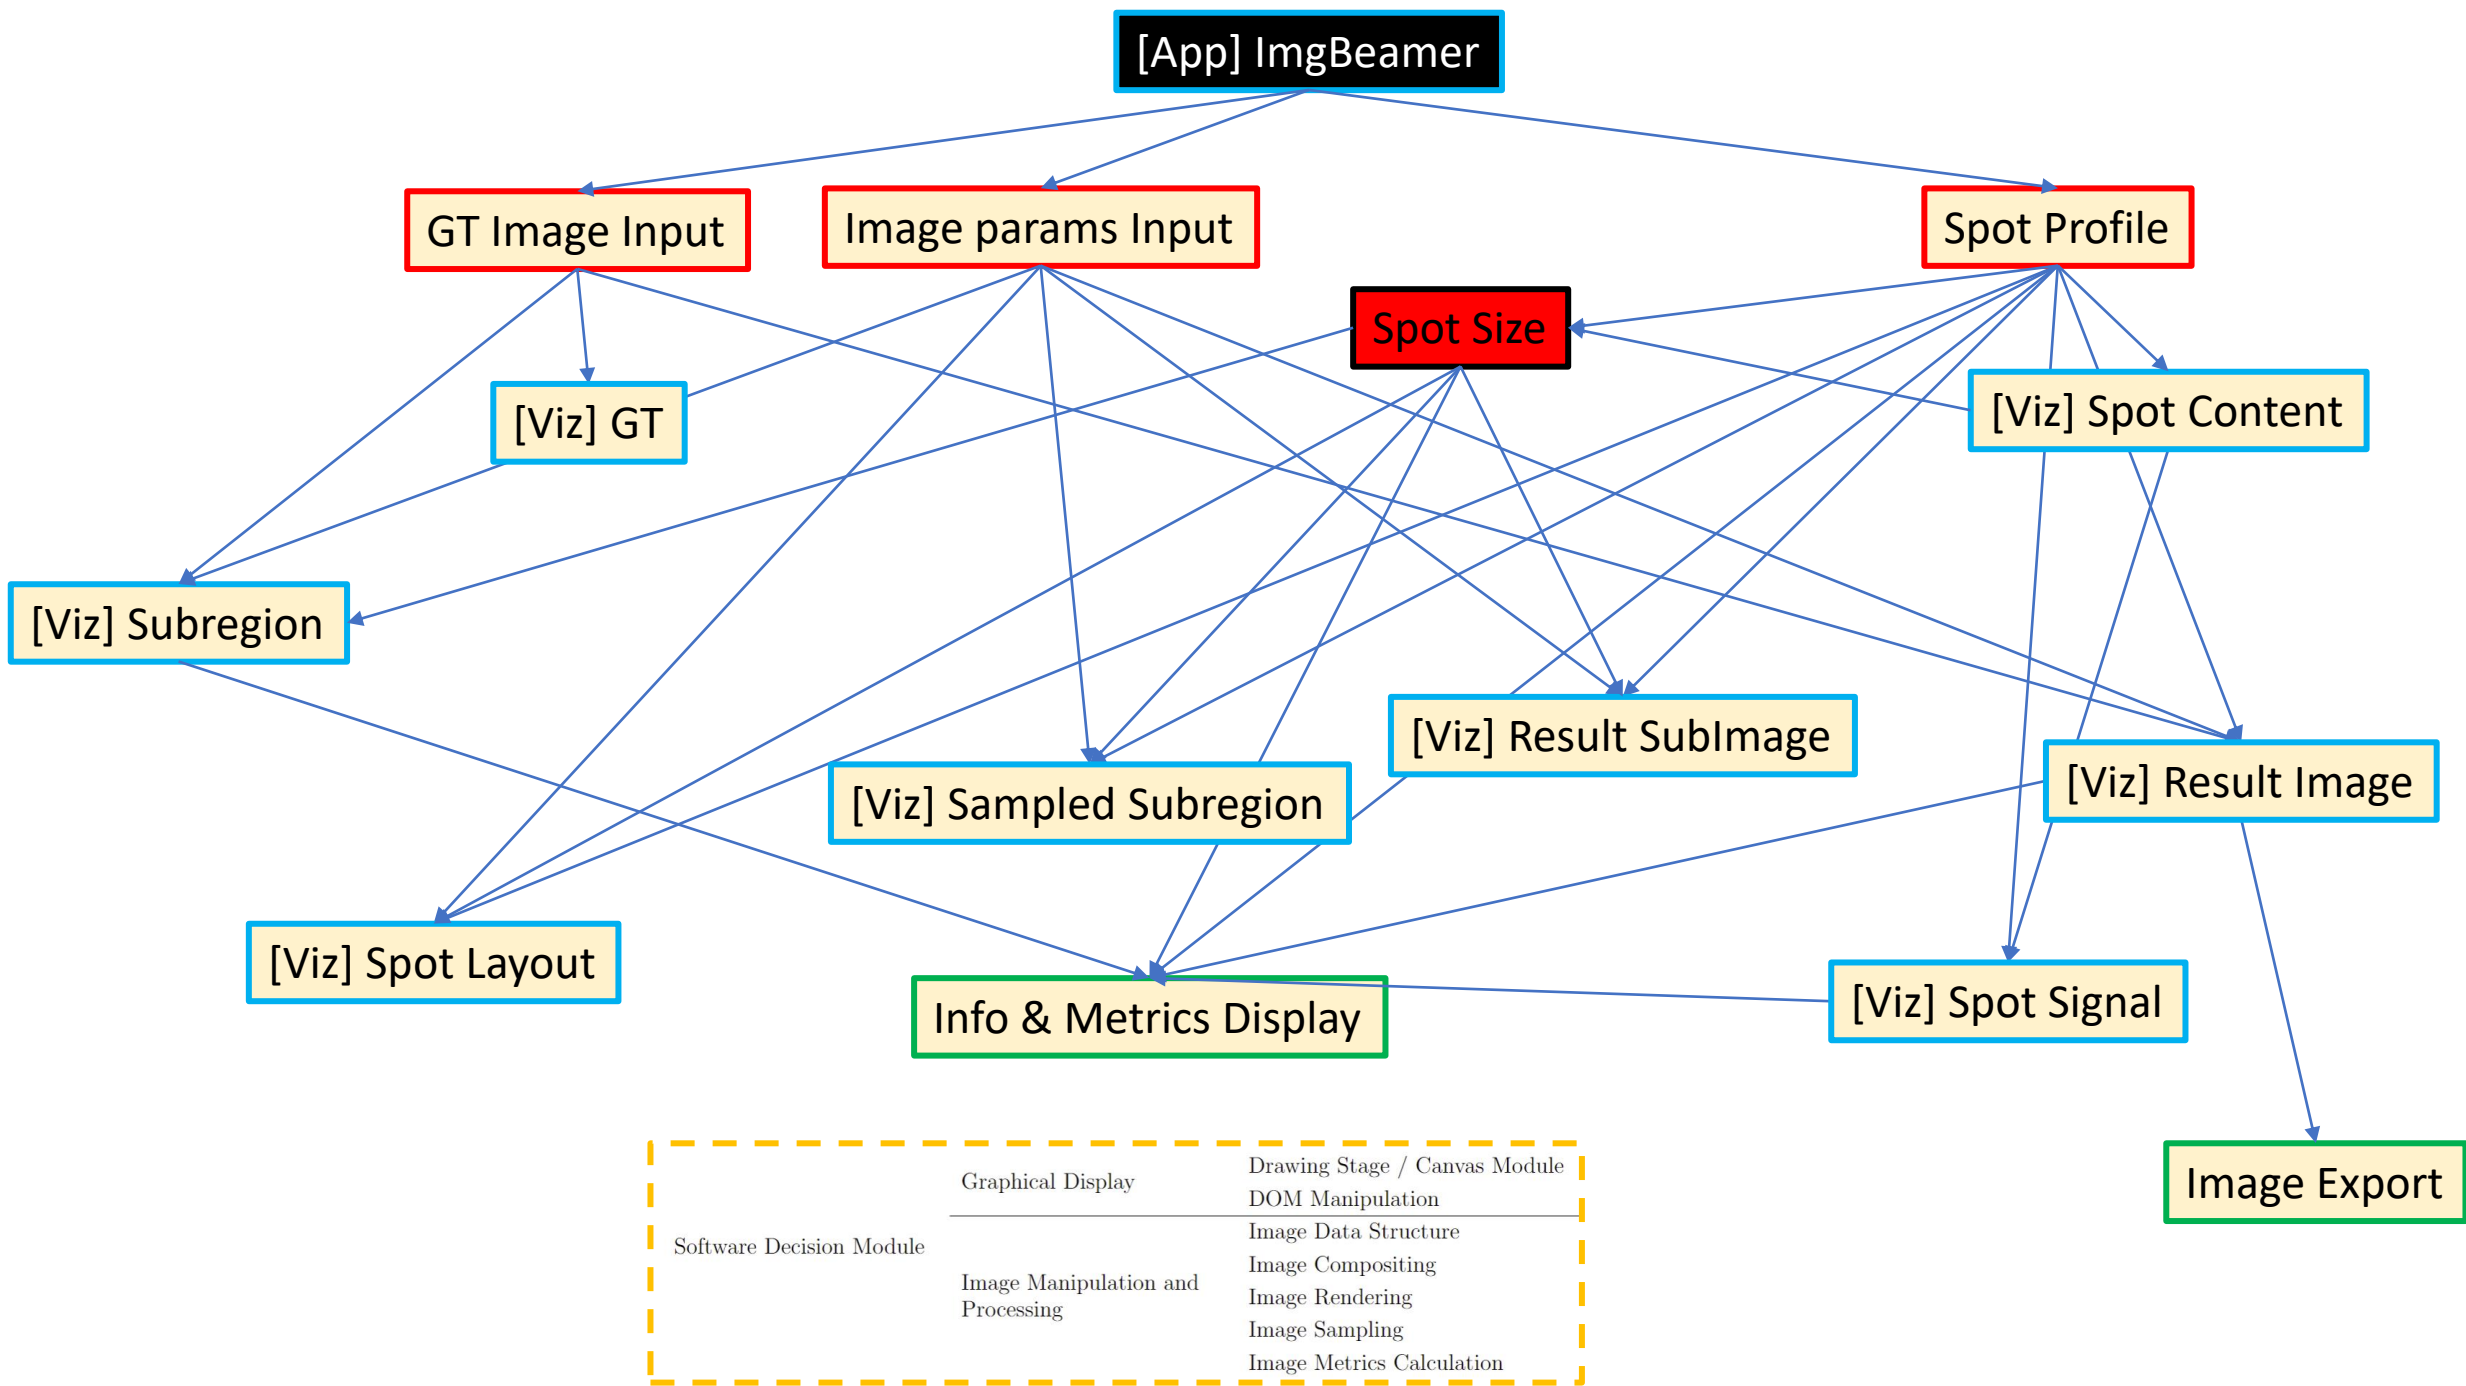 [App] ImgBeamer
GT Image Input
Image params Input
Spot Profile
Spot Size
[Viz] GT
[Viz] Spot Content
[Viz] Subregion
[Viz] Result SubImage
[Viz] Result Image
[Viz] Sampled Subregion
[Viz] Spot Layout
Info & Metrics Display
[Viz] Spot Signal
Image Export
Software Decision Module
Graphical Display
Drawing Stage / Canvas Module
DOM Manipulation
Image Manipulation and
Processing
Image Data Structure
Image Compositing
Image Rendering
Image Sampling
Image Metrics Calculation